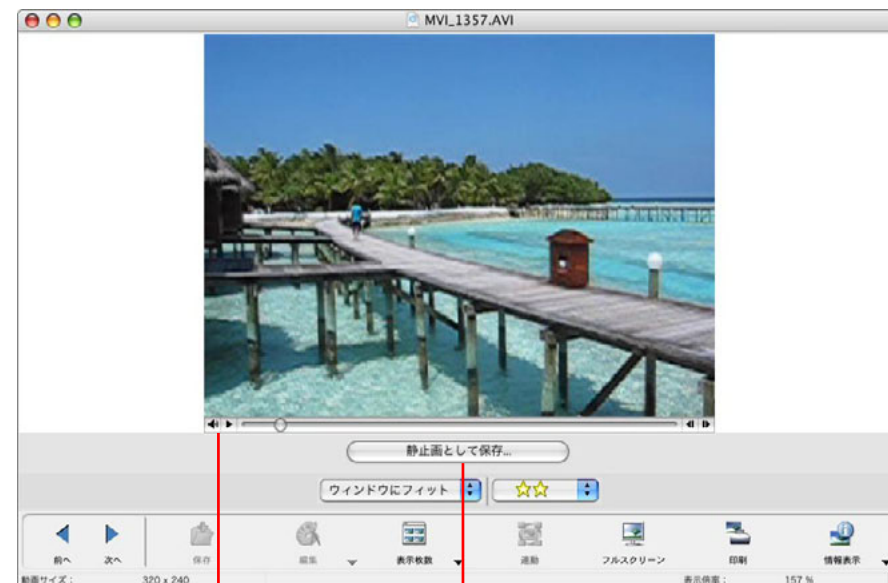 MVI_1357.AVI
静止画として保存...
ウィンドウにフィット
前へ 次へ 保存 編集 表示枚数 連動 フルスクリーン 印刷 情報表示
動画サイズ： 320 x 240 表示倍率： 157 %